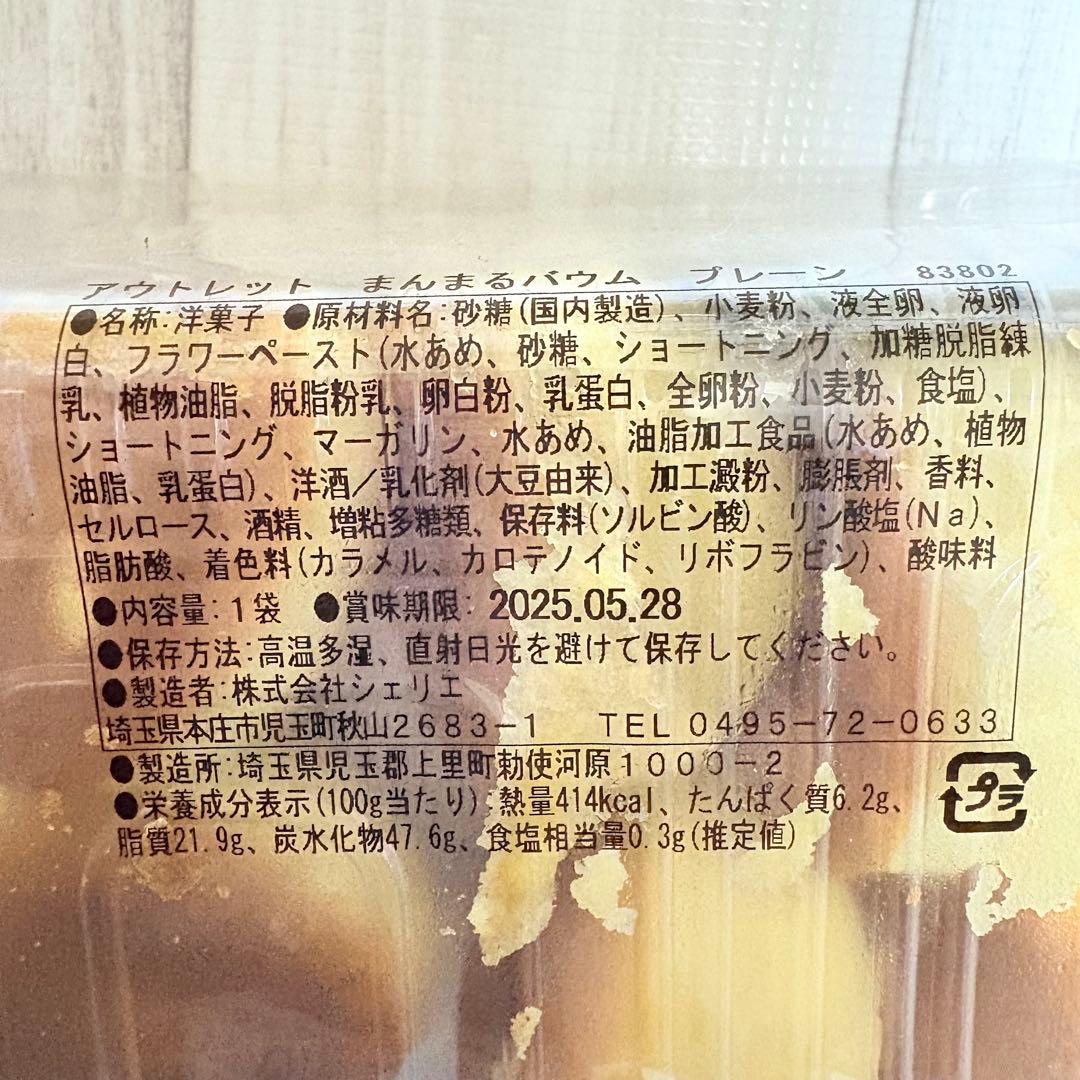 アウトレット　まんまるバウム　プレーン　83802
●名称:洋菓子 ●原材料名:砂糖(国内製造)、小麦粉、液全卵、液卵
白、フラワーペースト(水あめ、砂糖、ショートニング、加糖脱脂練
乳、植物油脂、脱脂粉乳、卵白粉、乳蛋白、全卵粉、小麦粉、食塩)、
ショートニング、マーガリン、水あめ、油脂加工食品(水あめ、植物
油脂、乳蛋白)、洋酒／乳化剤(大豆由来)、加工澱粉、膨脹剤、香料、
セルロース、酒精、増粘多糖類、保存料(ソルビン酸)、リン酸塩(Na)、
脂肪酸、着色料(カラメル、カロテノイド、リボフラビン)、酸味料
●内容量:1袋 ●賞味期限: 2025.05.28
●保存方法:高温多湿、直射日光を避けて保存してください。
●製造者:株式会社シェリエ
埼玉県本庄市児玉町秋山2683-1　TEL 0495-72-0633
●製造所:埼玉県児玉郡上里町勅使河原1000-2
●栄養成分表示(100g当たり):熱量414kcal、たんぱく質6.2g、
脂質21.9g、炭水化物47.6g、食塩相当量0.3g(推定値)
プラ